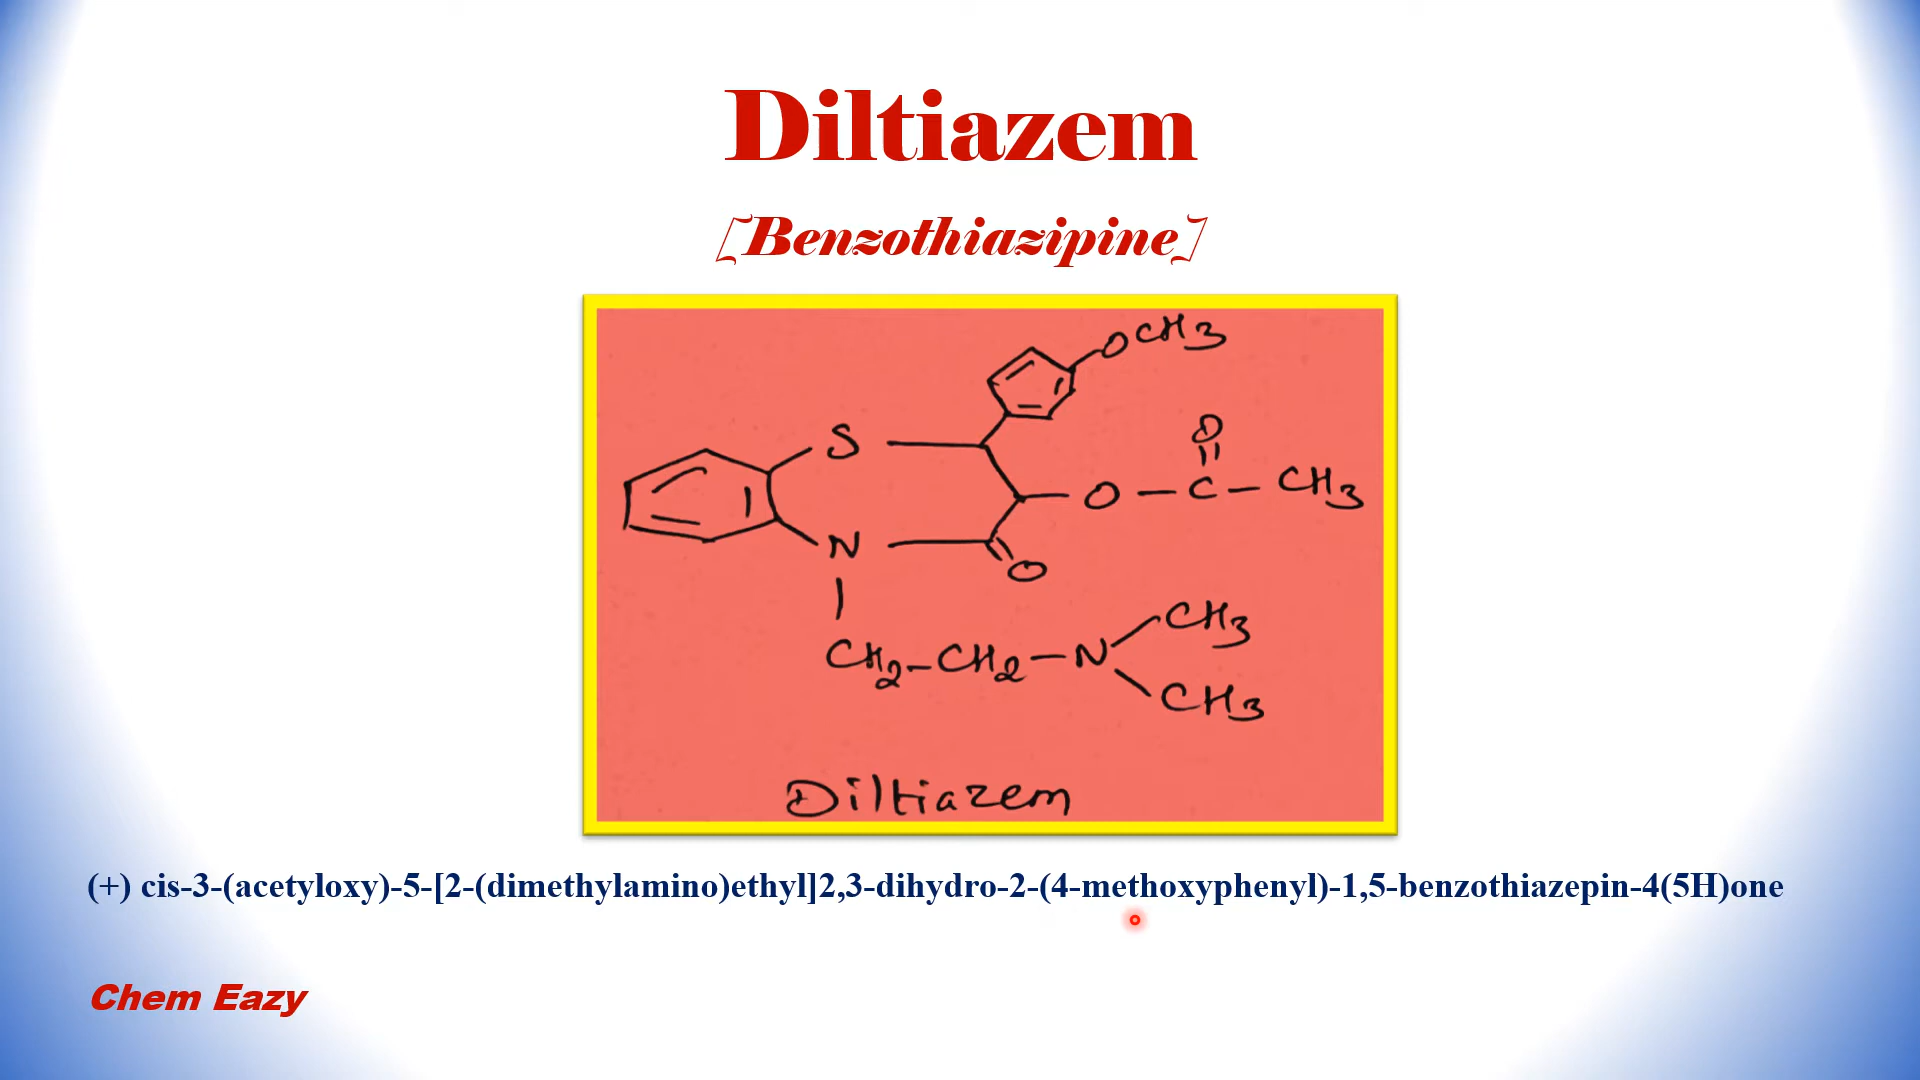 Diltiazem
[Benzothiazipine]
OCH3
O
S
O - C - CH3
N
O
CH2-CH2-N
CH3
CH3
Diltiazem
(+) cis-3-(acetyloxy)-5-[2-(dimethylamino)ethyl]2,3-dihydro-2-(4-methoxyphenyl)-1,5-benzothiazepin-4(5H)one
Chem Eazy